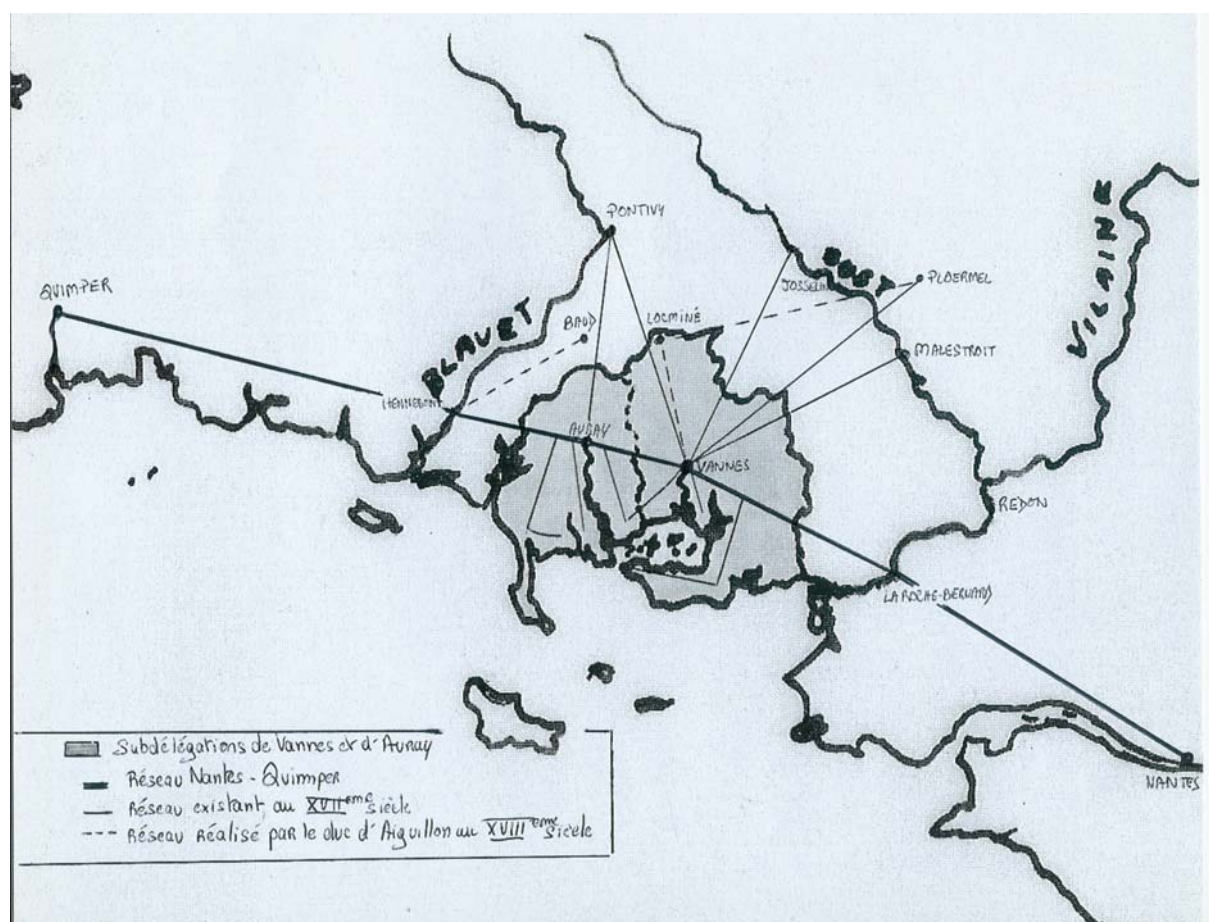 PONTIVY
OUST
VILAINE
JOSSELIN
PLOERMEL
QUIMPER
BLAVET
BAUD
LOCMINÉ
MALESTROIT
HENNEBONT
AURAY
VANNES
REDON
LA ROCHE-BERNARD
NANTES
Subdélégations de Vannes et d'Auray
Réseau Nantes - Quimper
Réseau existant au XVIIème siècle
Réseau réalisé par le duc d'Aiguillon au XVIIIème siècle